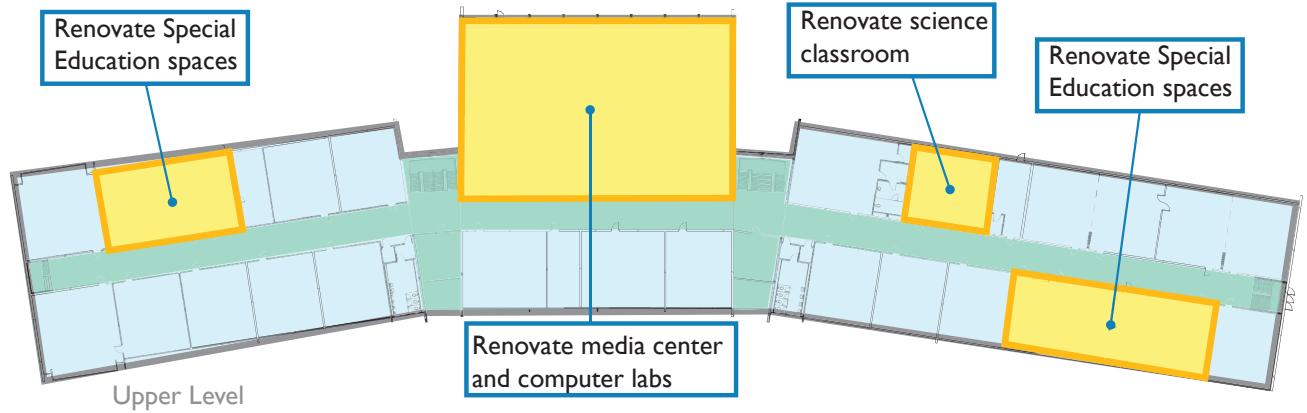 Renovate Special
Education spaces
Renovate science
classroom
Renovate Special
Education spaces
Renovate media center
and computer labs
Upper Level